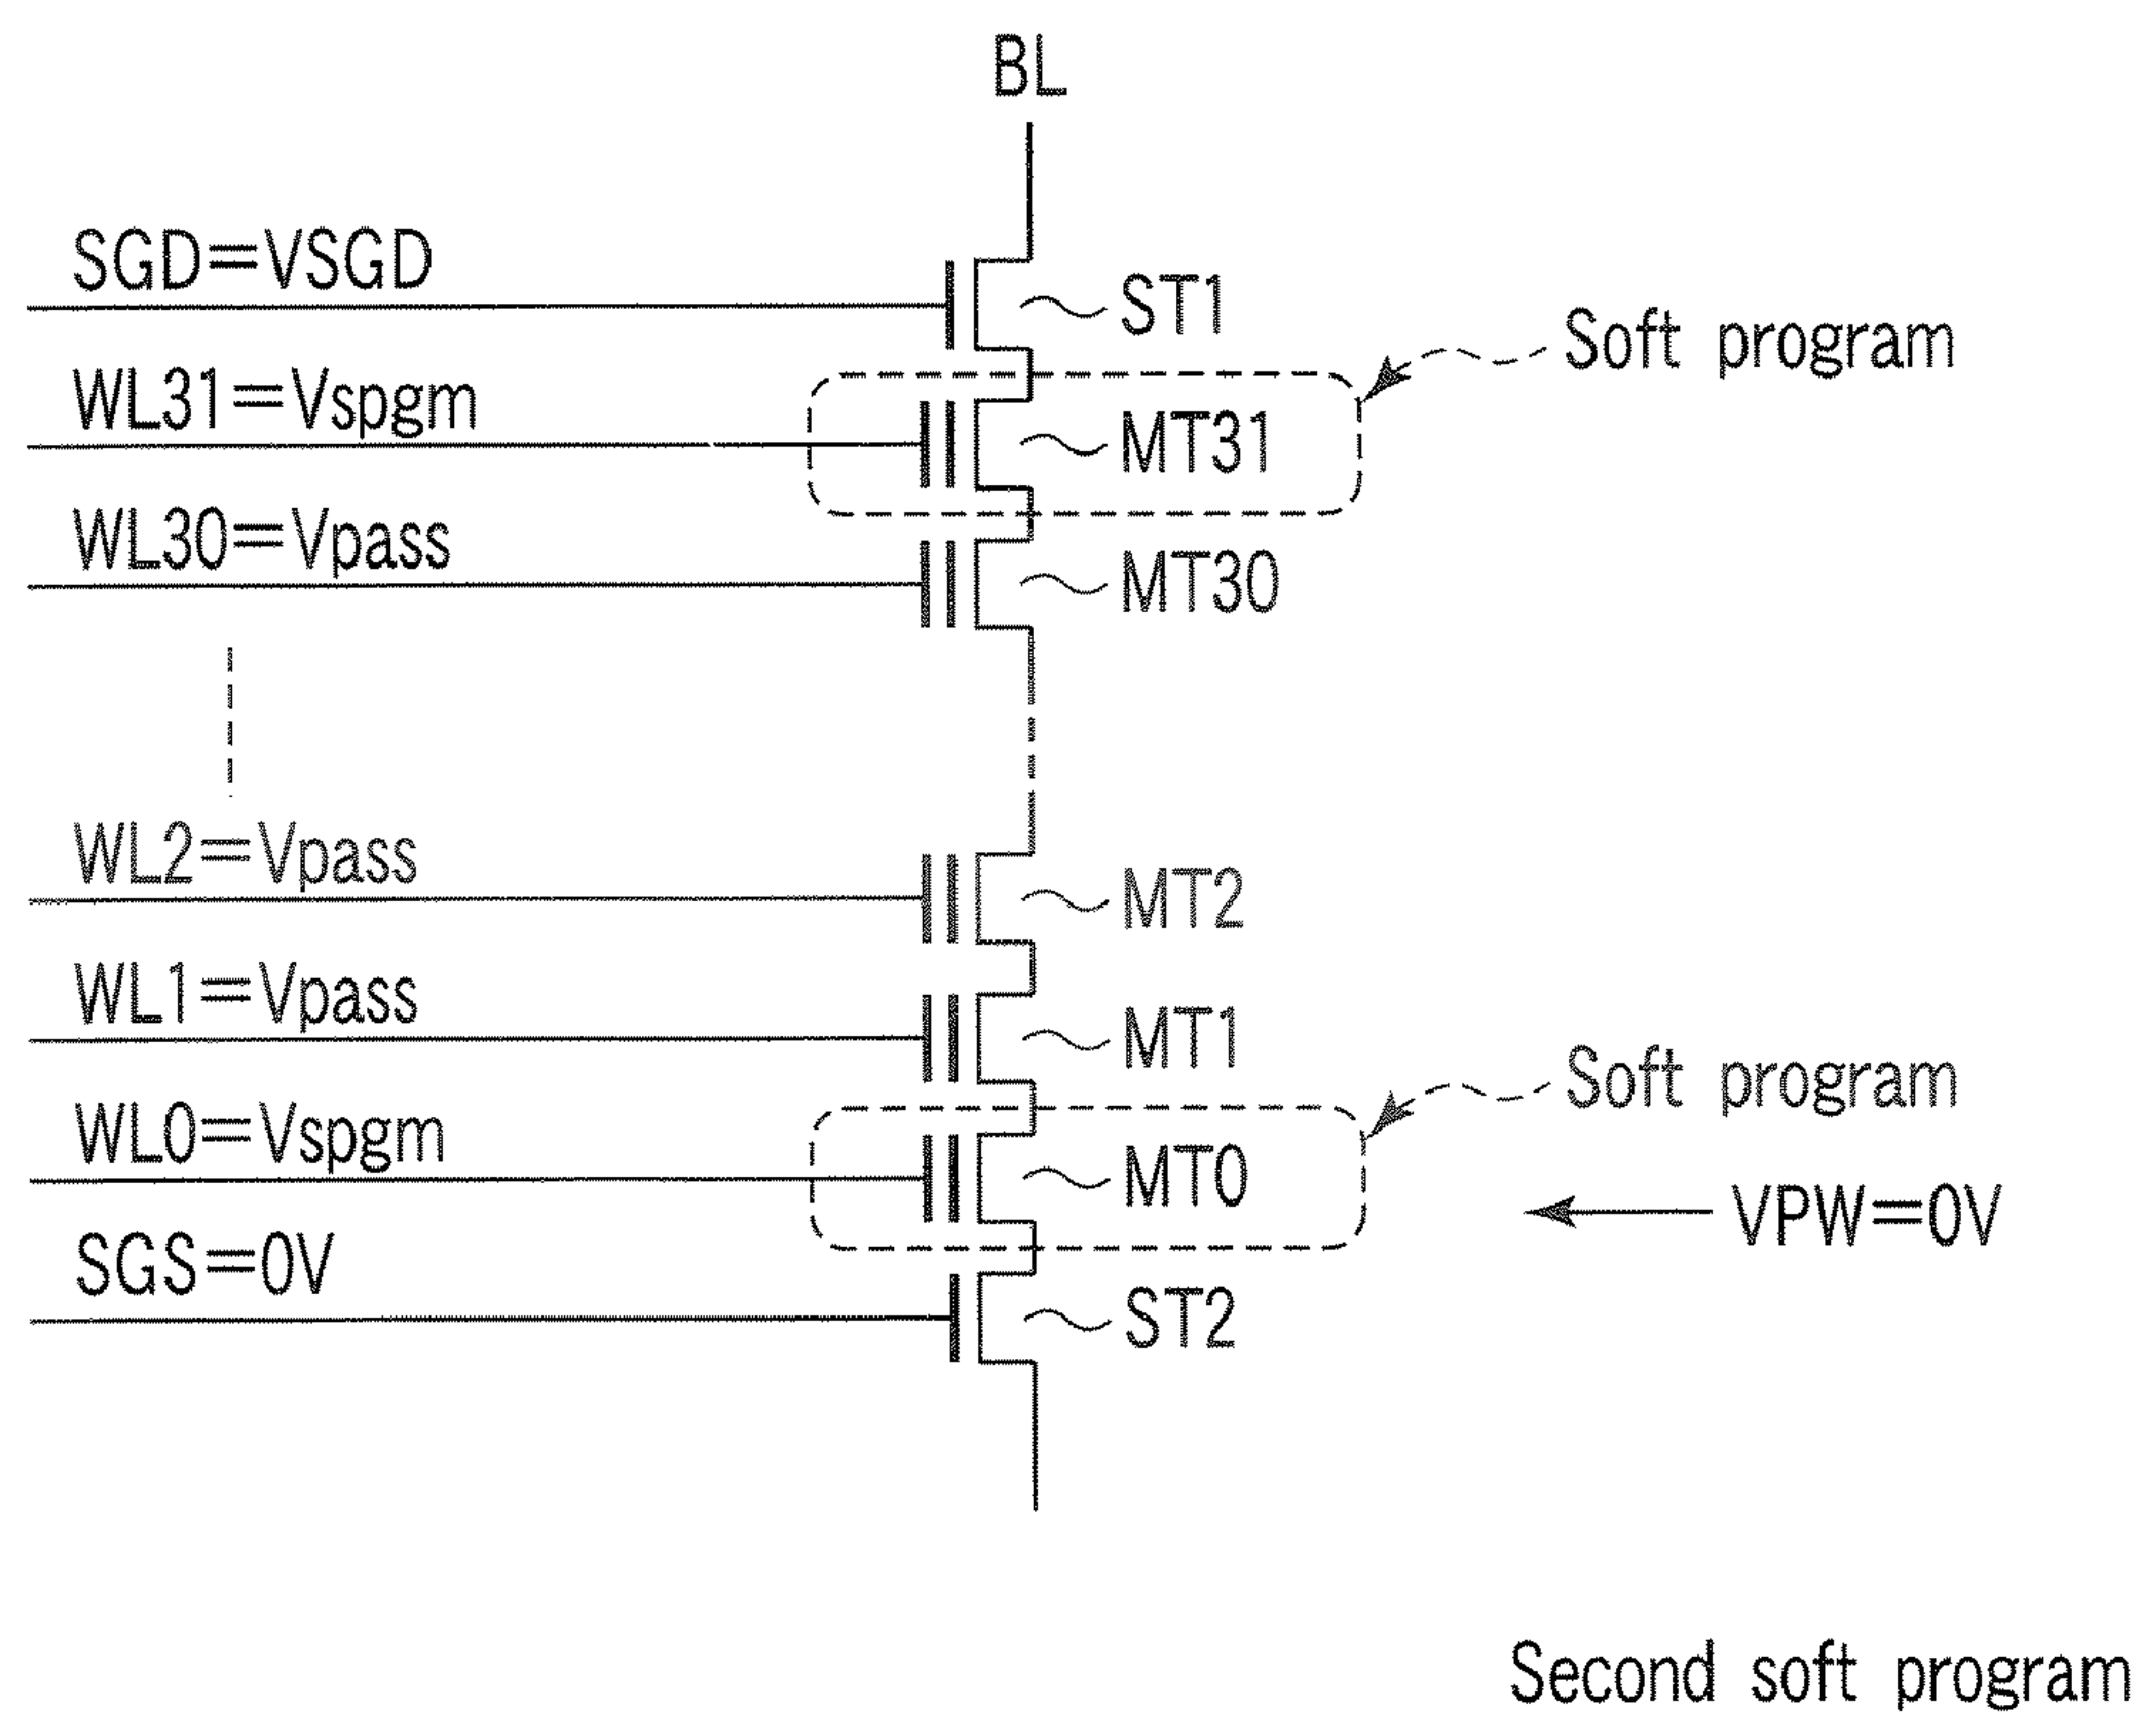 BL
SGD=VSGD
ST1
Soft program
WL31=Vspgm
MT31
WL30=Vpass
MT30
WL2=Vpass
MT2
WL1=Vpass
MT1
Soft program
WL0=Vspgm
MT0
VPW=0V
SGS=0V
ST2
Second soft program